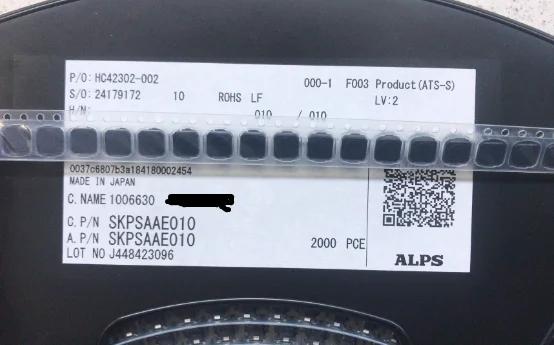 P/O: HC42302-002 000-1 F003 Product(ATS-S)
S/O: 24179172 10 ROHS LF LV:2
H/N: 010 / 010
0037c6807b3a184180002454
MADE IN JAPAN
C. NAME 1006630
C. P/N SKPSAAE010
A. P/N SKPSAAE010 2000 PCE
LOT NO J448423096
ALPS